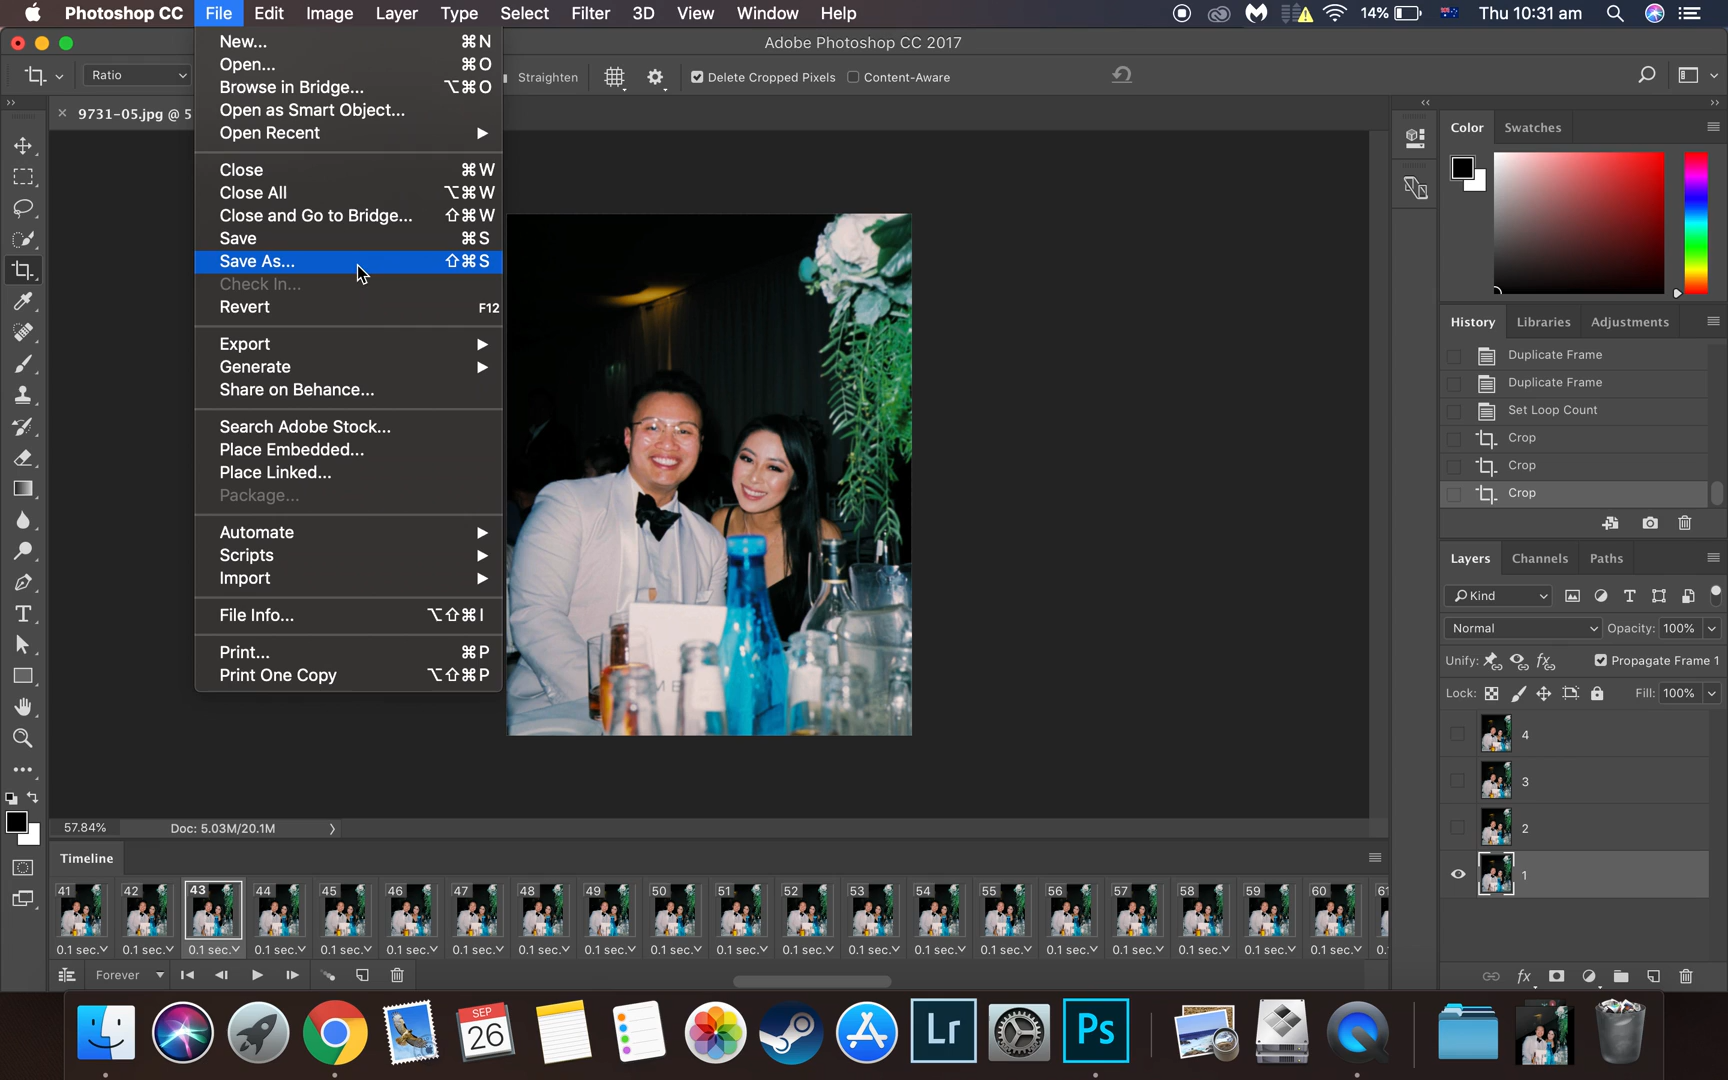 Photoshop CC File Edit Image Layer Type Select Filter 3D View Window Help 14% Thu 10:31 am
Adobe Photoshop CC 2017
Ratio Straighten Delete Cropped Pixels Content-Aware
9731-05.jpg @ 5
New... ⌘N
Open... ⌘O
Browse in Bridge... ⌥⌘O
Open as Smart Object...
Open Recent ▶
Close ⌘W
Close All ⌥⌘W
Close and Go to Bridge... ⇧⌘W
Save ⌘S
Save As... ⇧⌘S
Check In...
Revert F12
Export ▶
Generate ▶
Share on Behance...
Search Adobe Stock...
Place Embedded...
Place Linked...
Package...
Automate ▶
Scripts ▶
Import ▶
File Info... ⌥⇧⌘I
Print... ⌘P
Print One Copy ⌥⇧⌘P
Color Swatches
History Libraries Adjustments
Duplicate Frame
Duplicate Frame
Set Loop Count
Crop
Crop
Crop
Layers Channels Paths
Kind
Normal Opacity: 100%
Unify: Propagate Frame 1
Lock: Fill: 100%
4
3
2
1
57.84% Doc: 5.03M/20.1M
Timeline
41 42 43 44 45 46 47 48 49 50 51 52 53 54 55 56 57 58 59 60 61
0.1 sec. 0.1 sec. 0.1 sec. 0.1 sec. 0.1 sec. 0.1 sec. 0.1 sec. 0.1 sec. 0.1 sec. 0.1 sec. 0.1 sec. 0.1 sec. 0.1 sec. 0.1 sec. 0.1 sec. 0.1 sec. 0.1 sec. 0.1 sec. 0.1 sec. 0.1 sec. 0.
Forever
SEP
26
Lr
Ps